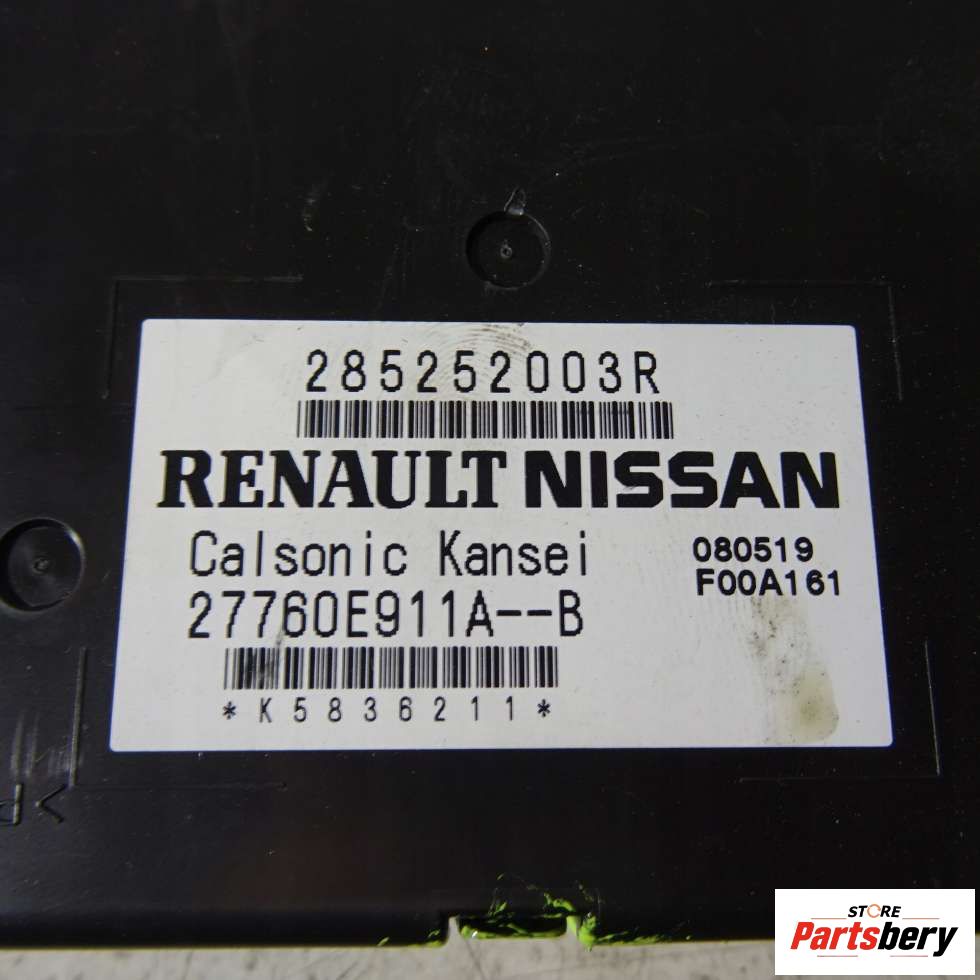 285252003R
RENAULT NISSAN
Calsonic Kansei
080519
27760E911A--B
F00A161
*K5836211*
>P
STORE
Partsbery